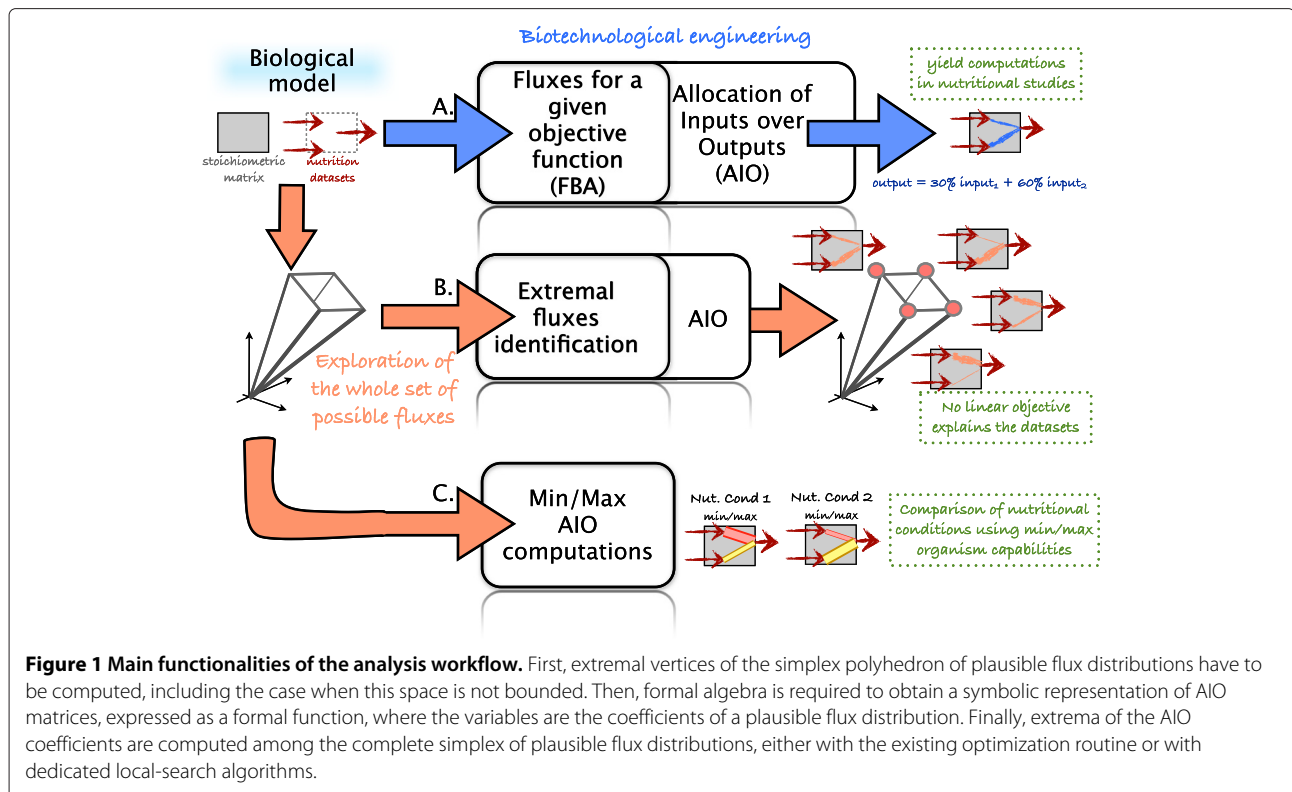 Biotechnological engineering
Biological
model
stoichiometric
matrix
nutrition
datasets
A.
Fluxes for a
given
objective
function
(FBA)
Allocation of
Inputs over
Outputs
(AIO)
yield computations
in nutritional studies
output = 30% input₁ + 60% input₂
B.
Extremal
fluxes
identification
AIO
Exploration of
the whole set of
possible fluxes
No linear objective
explains the datasets
C.
Min/Max
AIO
computations
Nut. Cond 1
min/max
Nut. Cond 2
min/max
Comparison of nutritional
conditions using min/max
organism capabilities
Figure 1 Main functionalities of the analysis workflow. First, extremal vertices of the simplex polyhedron of plausible flux distributions have to
be computed, including the case when this space is not bounded. Then, formal algebra is required to obtain a symbolic representation of AIO
matrices, expressed as a formal function, where the variables are the coefficients of a plausible flux distribution. Finally, extrema of the AIO
coefficients are computed among the complete simplex of plausible flux distributions, either with the existing optimization routine or with
dedicated local-search algorithms.